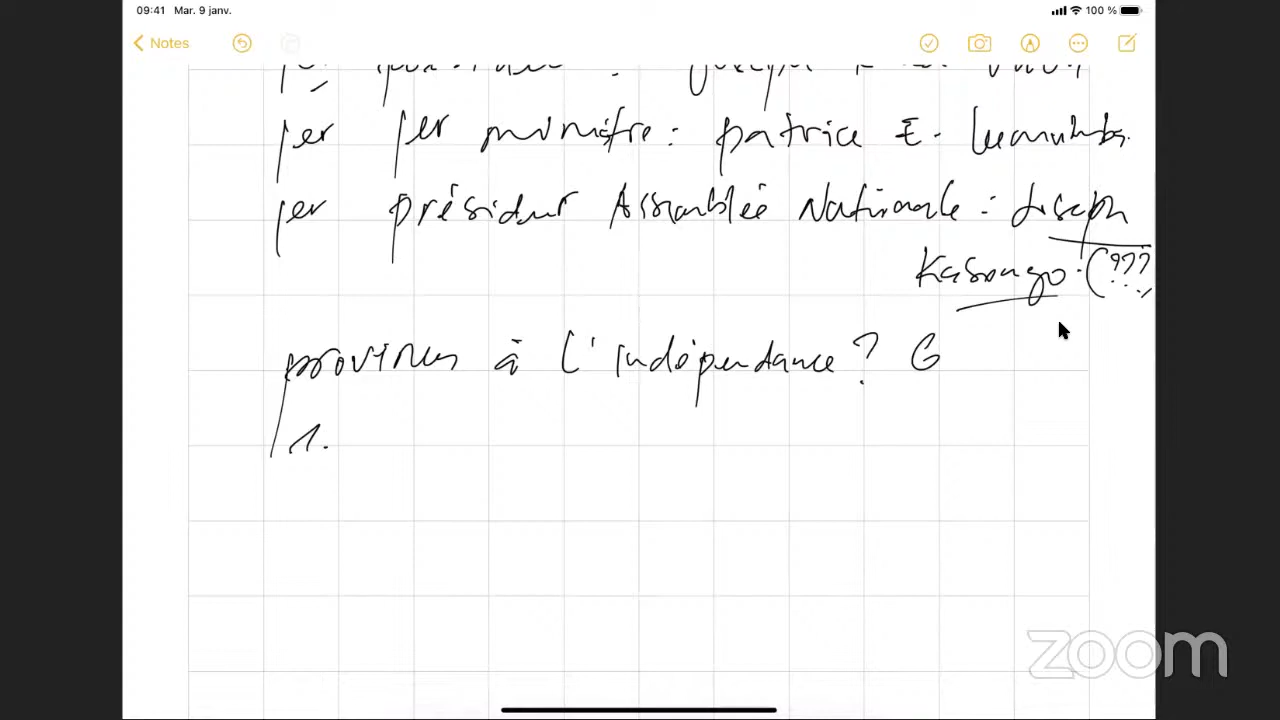 09:41 Mar. 9 janv. 100 %
Notes
1er 1er ministre : patrice E. Lumumba.
1er président Assemblée Nationale : Joseph
Kasongo. (???
provinces à l'indépendance ? 6
1.
zoom